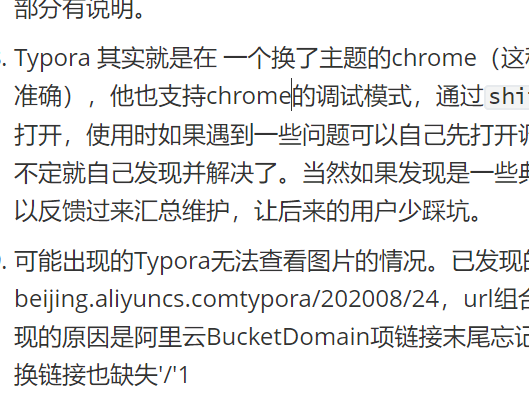 部分有说明。
Typora 其实就是在 一个换了主题的chrome（这
准确），他也支持chrome的调试模式，通过 shi
打开，使用时如果遇到一些问题可以自己先打开
不定就自己发现并解决了。当然如果发现是一些
以反馈过来汇总维护，让后来的用户少踩坑。
可能出现的Typora无法查看图片的情况。已发现的
beijing.aliyuncs.comtypora/202008/24，url组合
现的原因是阿里云BucketDomain项链接末尾忘记
换链接也缺失'/'1